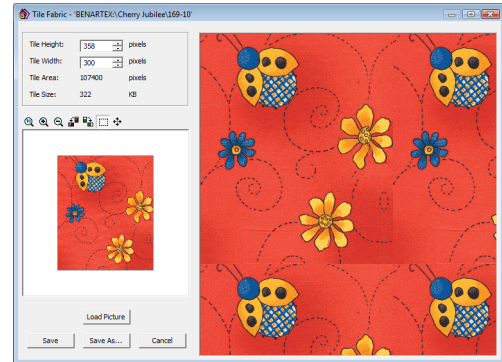 Tile Fabric - 'BENARTEX:\Cherry Jubilee\169-10'
Tile Height: 358 pixels
Tile Width: 300 pixels
Tile Area: 107400 pixels
Tile Size: 322 KB
Load Picture
Save Save As... Cancel